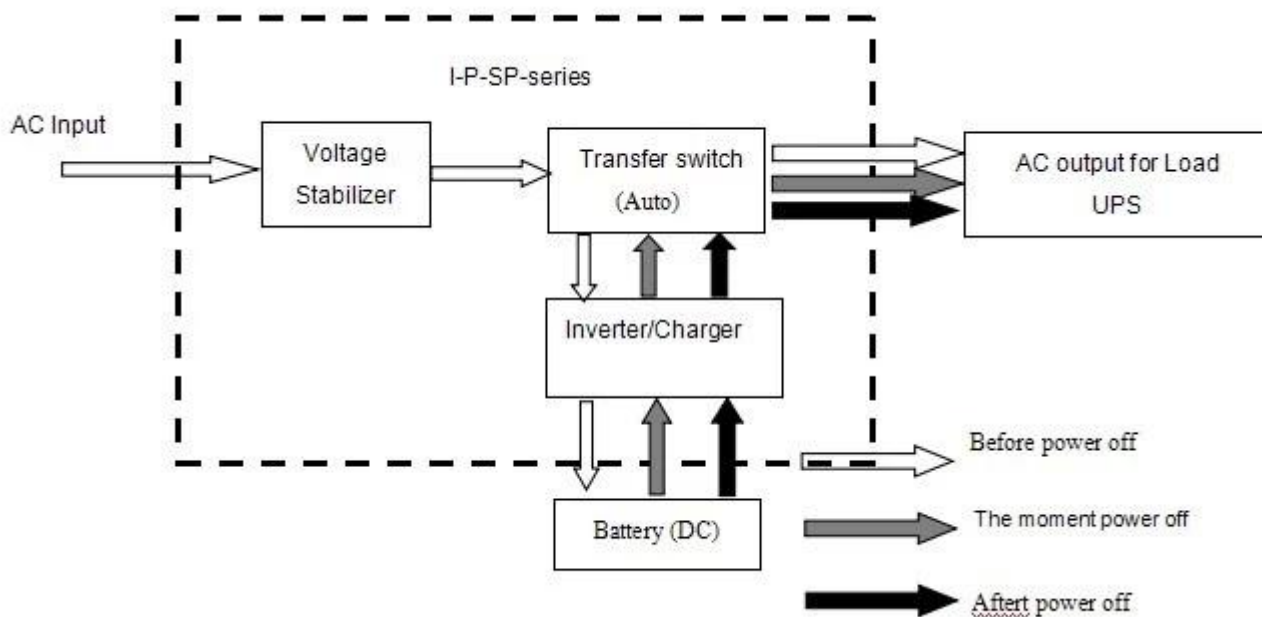 I-P-SP-series
AC Input
Voltage
Stabilizer
Transfer switch
(Auto)
AC output for Load
UPS
Inverter/Charger
Battery (DC)
Before power off
The moment power off
Aftert power off